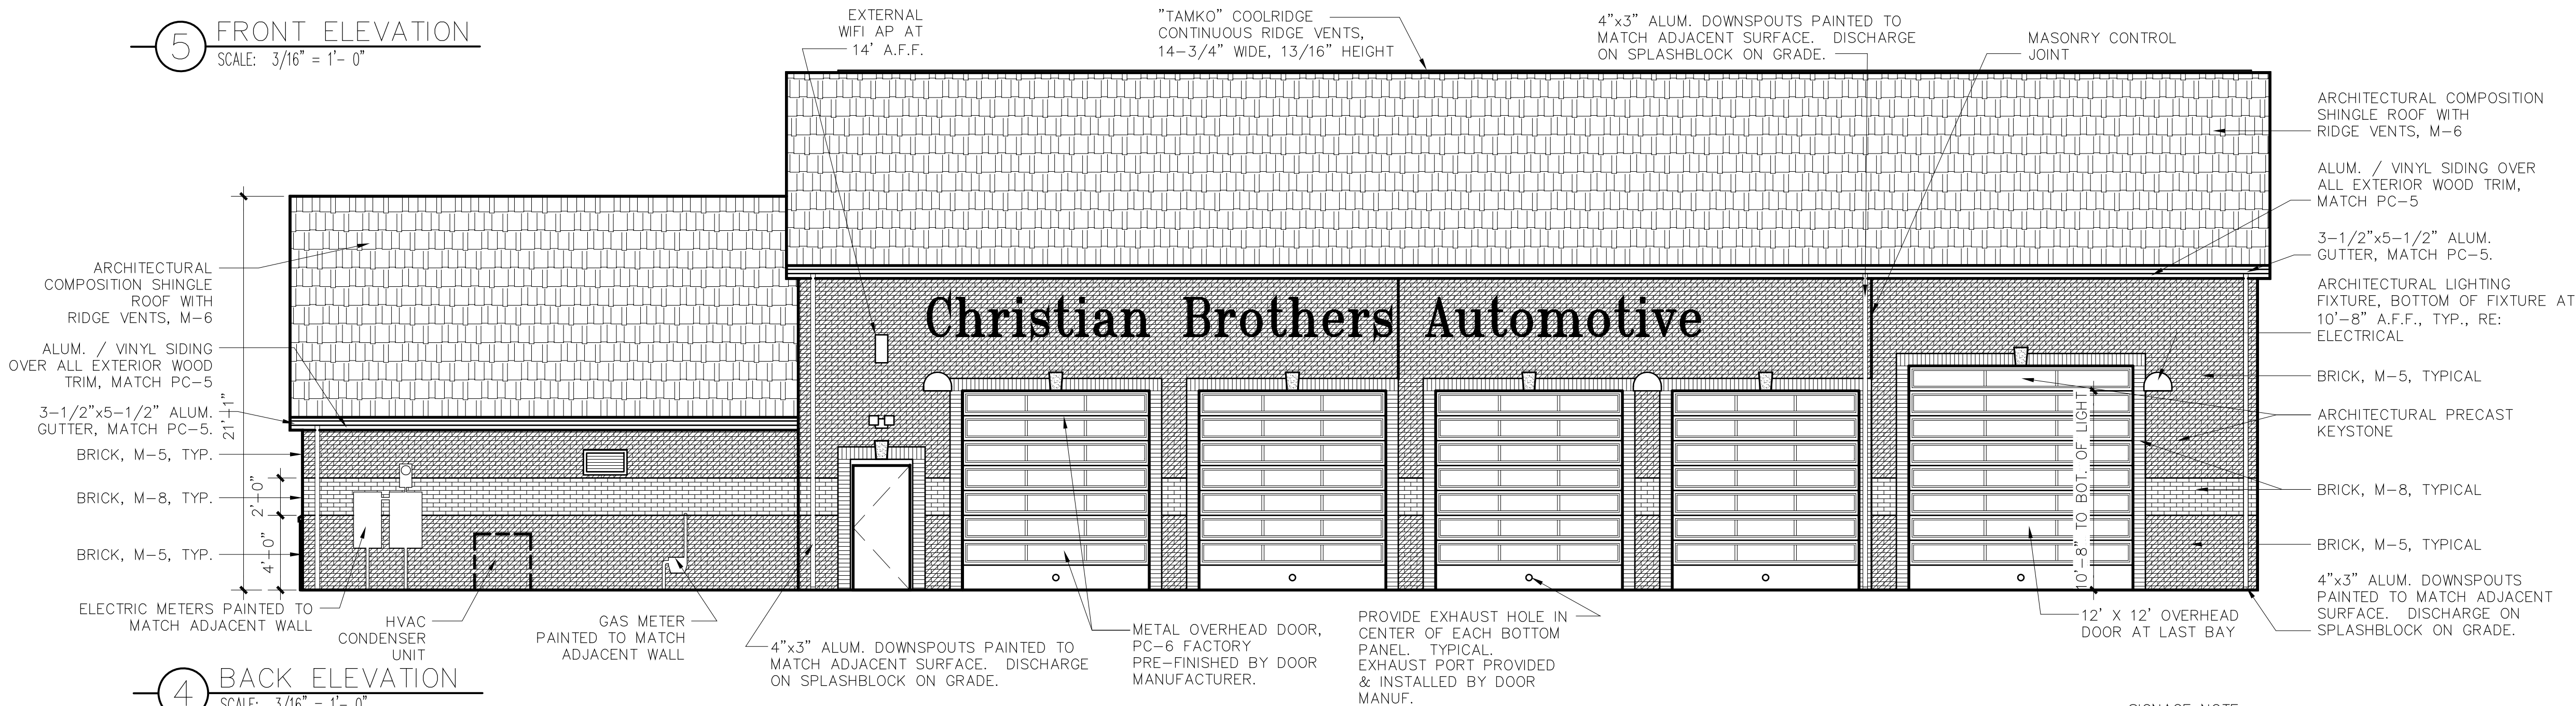 5
FRONT ELEVATION
SCALE: 3/16" = 1'- 0"
EXTERNAL
WIFI AP AT
14' A.F.F.
"TAMKO" COOLRIDGE
CONTINUOUS RIDGE VENTS,
14-3/4" WIDE, 13/16" HEIGHT
4"x3" ALUM. DOWNSPOUTS PAINTED TO
MATCH ADJACENT SURFACE. DISCHARGE
ON SPLASHBLOCK ON GRADE.
MASONRY CONTROL
JOINT
ARCHITECTURAL COMPOSITION
SHINGLE ROOF WITH
RIDGE VENTS, M-6
ALUM. / VINYL SIDING OVER
ALL EXTERIOR WOOD TRIM,
MATCH PC-5
3-1/2"x5-1/2" ALUM.
GUTTER, MATCH PC-5.
ARCHITECTURAL LIGHTING
FIXTURE, BOTTOM OF FIXTURE AT
10'-8" A.F.F., TYP., RE:
ELECTRICAL
BRICK, M-5, TYPICAL
ARCHITECTURAL PRECAST
KEYSTONE
BRICK, M-8, TYPICAL
BRICK, M-5, TYPICAL
4"x3" ALUM. DOWNSPOUTS
PAINTED TO MATCH ADJACENT
SURFACE. DISCHARGE ON
SPLASHBLOCK ON GRADE.
ARCHITECTURAL
COMPOSITION SHINGLE
ROOF WITH
RIDGE VENTS, M-6
ALUM. / VINYL SIDING
OVER ALL EXTERIOR WOOD
TRIM, MATCH PC-5
3-1/2"x5-1/2" ALUM.
GUTTER, MATCH PC-5.
BRICK, M-5, TYP.
BRICK, M-8, TYP.
BRICK, M-5, TYP.
21'-1"
2'-0"
4'-0"
Christian Brothers Automotive
10'-8" TO BOT. OF LIGHT
ELECTRIC METERS PAINTED TO
MATCH ADJACENT WALL
HVAC
CONDENSER
UNIT
GAS METER
PAINTED TO MATCH
ADJACENT WALL
4"x3" ALUM. DOWNSPOUTS PAINTED TO
MATCH ADJACENT SURFACE. DISCHARGE
ON SPLASHBLOCK ON GRADE.
METAL OVERHEAD DOOR,
PC-6 FACTORY
PRE-FINISHED BY DOOR
MANUFACTURER.
PROVIDE EXHAUST HOLE IN
CENTER OF EACH BOTTOM
PANEL. TYPICAL.
EXHAUST PORT PROVIDED
& INSTALLED BY DOOR
MANUF.
12' X 12' OVERHEAD
DOOR AT LAST BAY
4
BACK ELEVATION
SCALE: 3/16" = 1'- 0"